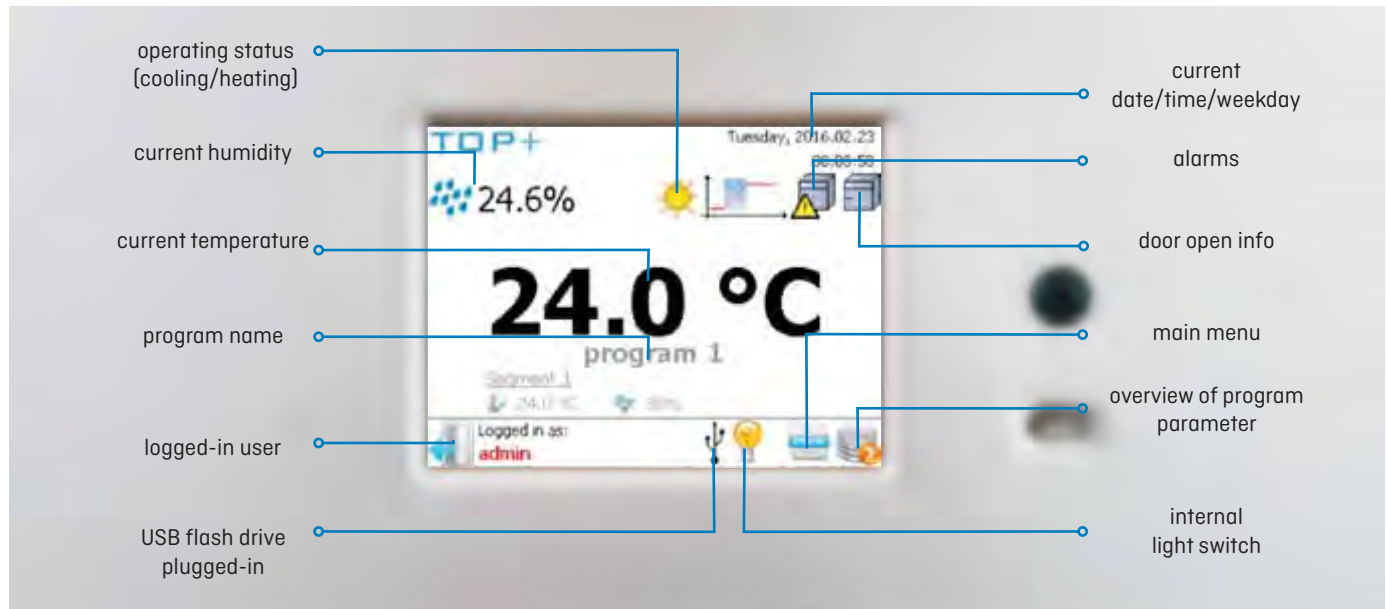 operating status
(cooling/heating)
current humidity
current temperature
program name
logged-in user
USB flash drive
plugged-in
TOP+
Tuesday, 2016.02.23
24.6%
24.0 °C
program 1
Segment 1
24.0 °C
Logged in as:
admin
current
date/time/weekday
alarms
door open info
main menu
overview of program
parameter
internal
light switch